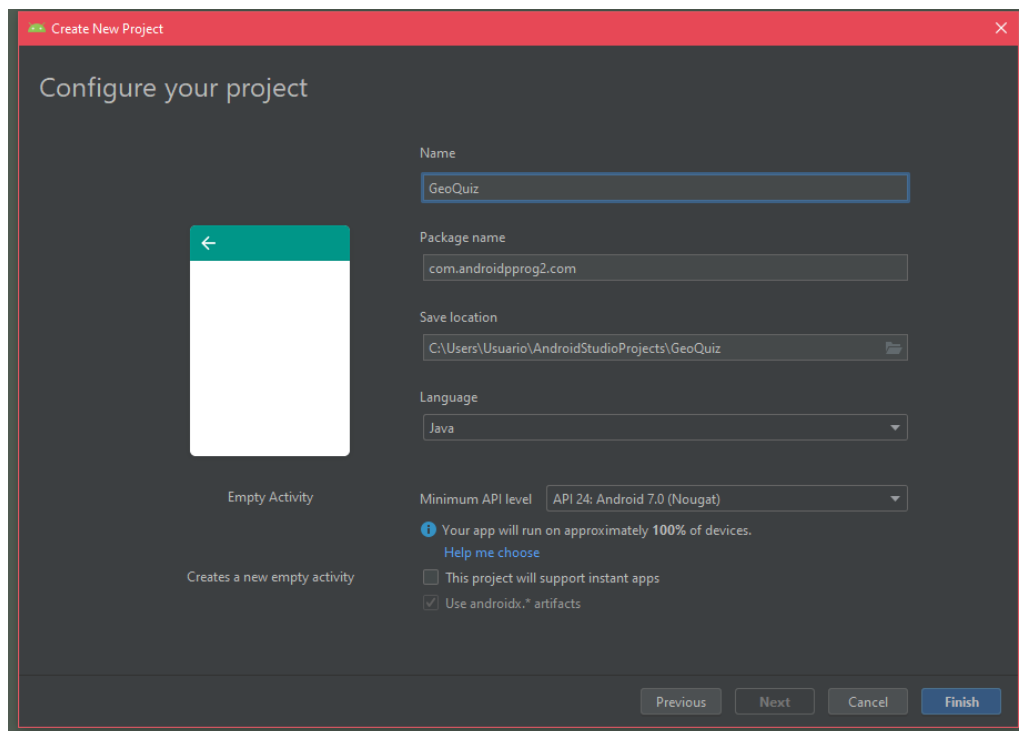 Create New Project
Configure your project
Name
GeoQuiz
Package name
com.androidpprog2.com
Save location
C:\Users\Usuario\AndroidStudioProjects\GeoQuiz
Language
Java
Empty Activity
Minimum API level API 24: Android 7.0 (Nougat)
Your app will run on approximately 100% of devices.
Help me choose
Creates a new empty activity
This project will support instant apps
Use androidx.* artifacts
Previous Next Cancel Finish